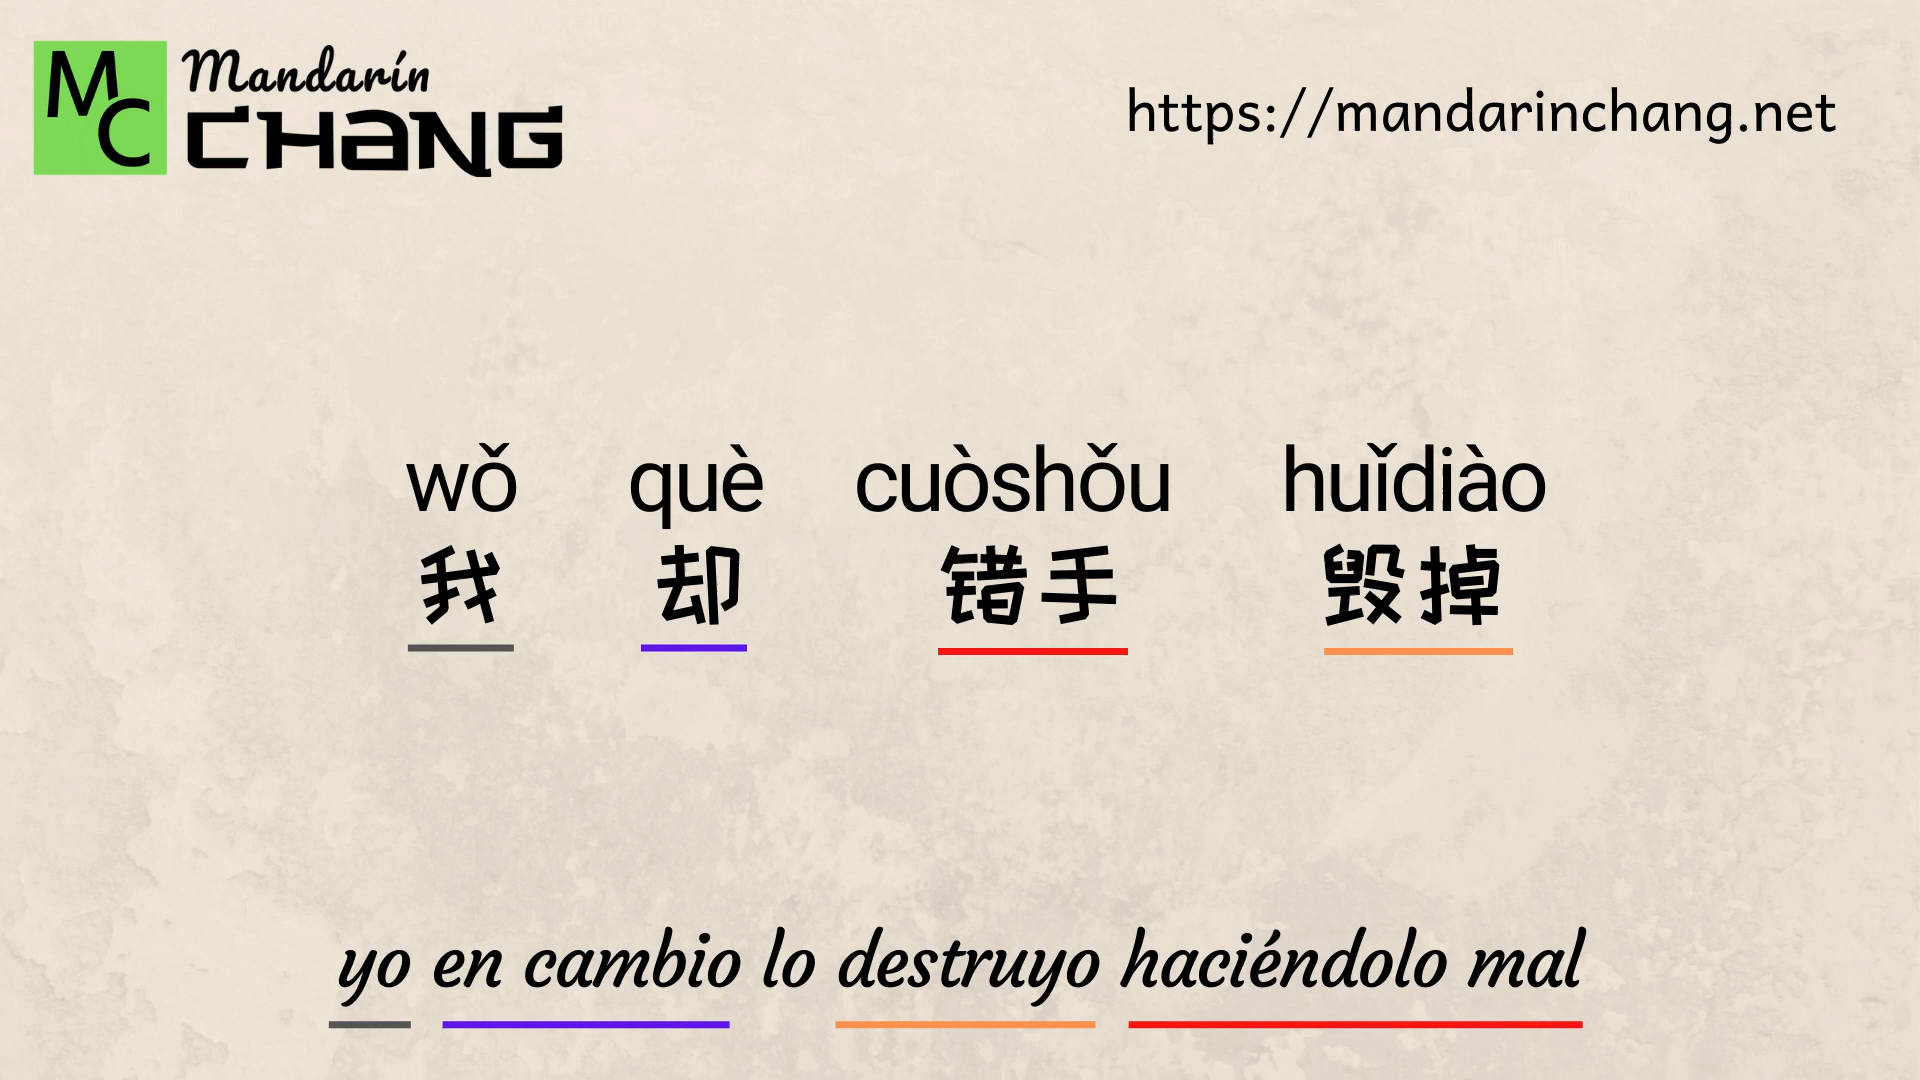 MC Mandarín
CHANG
https://mandarinchang.net
wǒ què cuòshǒu huǐdiào
我 却 错手 毁掉
yo en cambio lo destruyo haciéndolo mal